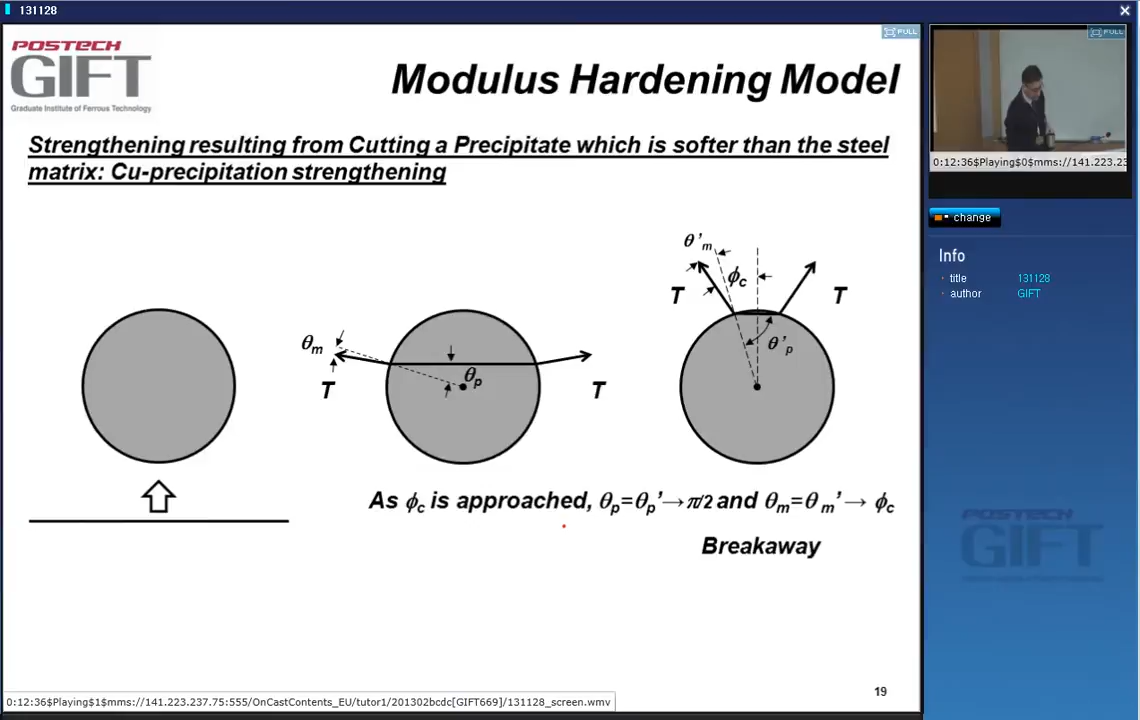 131128
POSTECH
GIFT
Graduate Institute of Ferrous Technology
FULL
Modulus Hardening Model
Strengthening resulting from Cutting a Precipitate which is softer than the steel
matrix: Cu-precipitation strengthening
θ'm
ϕc
T
T
θ'p
θm
θp
T
T
As ϕc is approached, θp=θp'→π/2 and θm=θm'→ ϕc
Breakaway
19
0:12:36$Playing$1$mms://141.223.237.75:555/OnCastContents_EU/tutor1/201302bcdc[GIFT669]/131128_screen.wmv
FULL
0:12:36$Playing$0$mms://141.223.23
change
Info
title 131128
author GIFT
POSTECH
GIFT